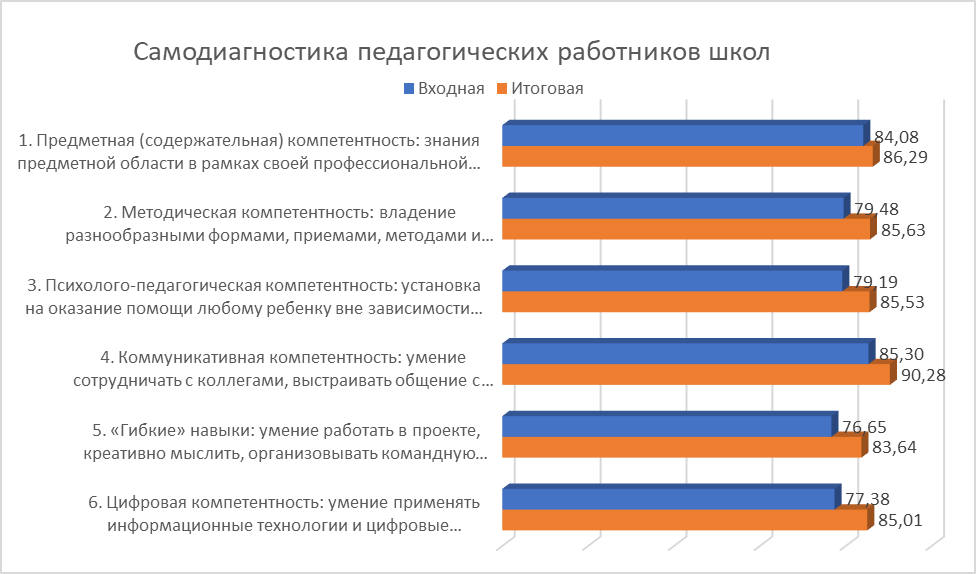 Самодиагностика педагогических работников школ
Входная Итоговая
1. Предметная (содержательная) компетентность: знания
предметной области в рамках своей профессиональной...
84,08
86,29
2. Методическая компетентность: владение
разнообразными формами, приемами, методами и...
79,48
85,63
3. Психолого-педагогическая компетентность: установка
на оказание помощи любому ребенку вне зависимости...
79,19
85,53
4. Коммуникативная компетентность: умение
сотрудничать с коллегами, выстраивать общение с...
85,30
90,28
5. «Гибкие» навыки: умение работать в проекте,
креативно мыслить, организовывать командную...
76,65
83,64
6. Цифровая компетентность: умение применять
информационные технологии и цифровые...
77,38
85,01